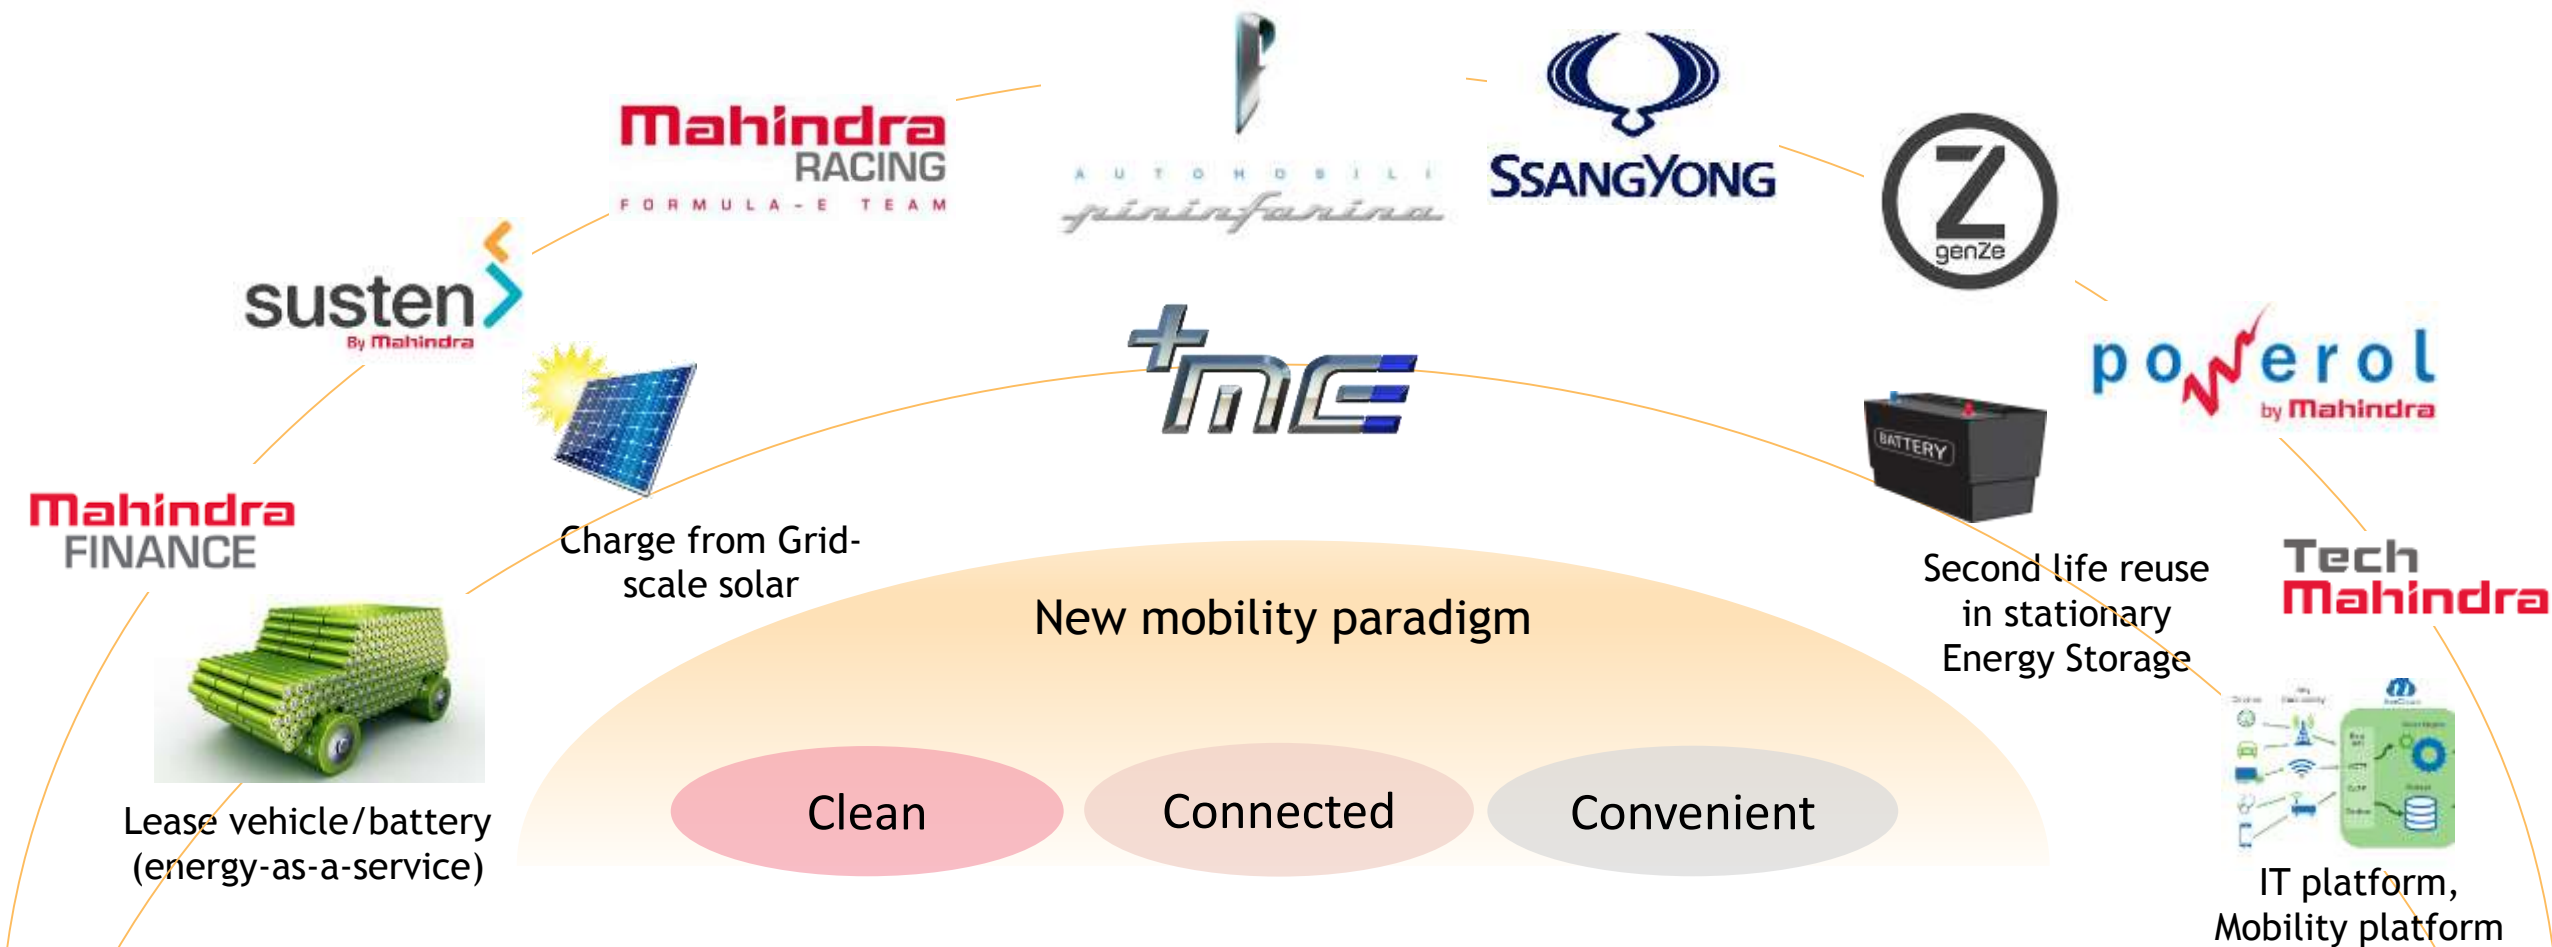 Mahindra
RACING
FORMULA-E TEAM
AUTOMOBILI
pininfarina
SSANGYONG
Z
genZe
susten
By Mahindra
+ME
powerol
by Mahindra
BATTERY
Mahindra
FINANCE
Charge from Grid-
scale solar
Second life reuse
in stationary
Energy Storage
Tech
Mahindra
New mobility paradigm
Clean
Connected
Convenient
Lease vehicle/battery
(energy-as-a-service)
IT platform,
Mobility platform